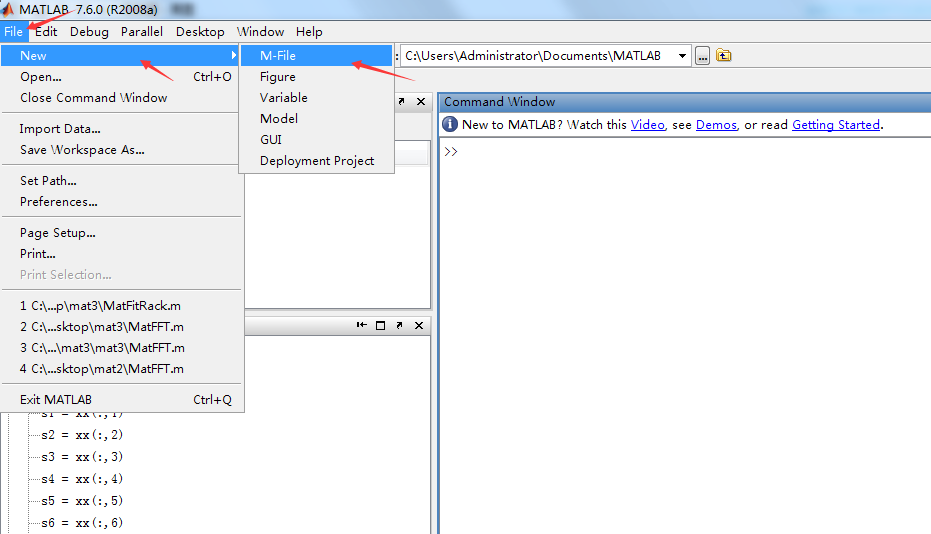 MATLAB 7.6.0 (R2008a)
File Edit Debug Parallel Desktop Window Help
New
Open... Ctrl+O
Close Command Window
Import Data...
Save Workspace As...
Set Path...
Preferences...
Page Setup...
Print...
Print Selection...
1 C:\...p\mat3\MatFitRack.m
2 C:\...sktop\mat3\MatFFT.m
3 C:\...\mat3\mat3\MatFFT.m
4 C:\...sktop\mat2\MatFFT.m
Exit MATLAB Ctrl+Q
M-File
Figure
Variable
Model
GUI
Deployment Project
: C:\Users\Administrator\Documents\MATLAB ...
Command Window
New to MATLAB? Watch this Video, see Demos, or read Getting Started.
>>
s1 = xx(:,1)
s2 = xx(:,2)
s3 = xx(:,3)
s4 = xx(:,4)
s5 = xx(:,5)
s6 = xx(:,6)